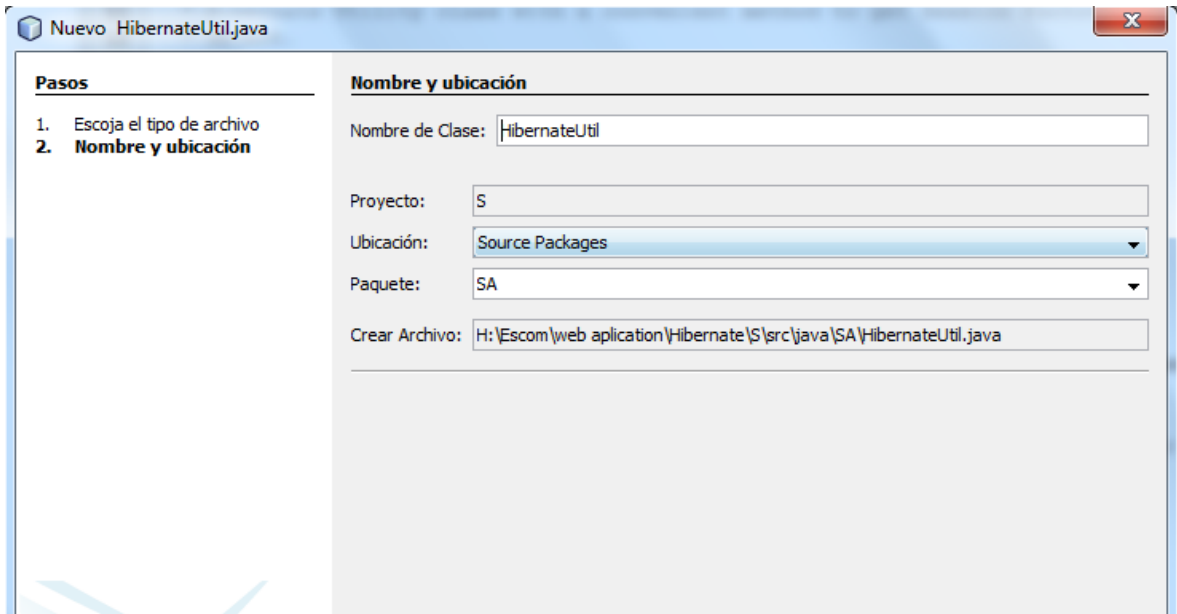 Nuevo HibernateUtil.java
Pasos
1. Escoja el tipo de archivo
2. Nombre y ubicación
Nombre y ubicación
Nombre de Clase: HibernateUtil
Proyecto: S
Ubicación: Source Packages
Paquete: SA
Crear Archivo: H:\Escom\web aplication\Hibernate\S\src\java\SA\HibernateUtil.java